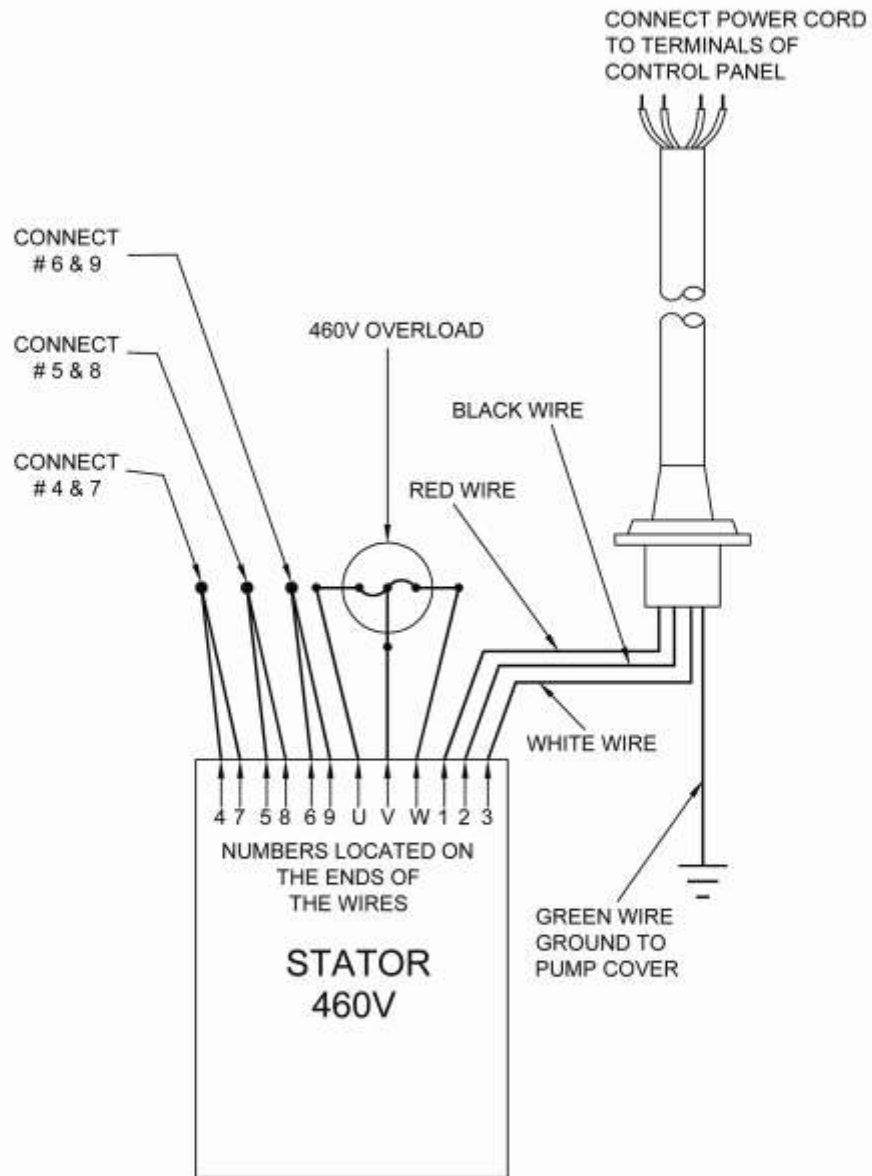 CONNECT POWER CORD
TO TERMINALS OF
CONTROL PANEL
CONNECT
# 6 & 9
CONNECT
# 5 & 8
CONNECT
# 4 & 7
460V OVERLOAD
BLACK WIRE
RED WIRE
WHITE WIRE
4 7 5 8 6 9 U V W 1 2 3
NUMBERS LOCATED ON
THE ENDS OF
THE WIRES
STATOR
460V
GREEN WIRE
GROUND TO
PUMP COVER